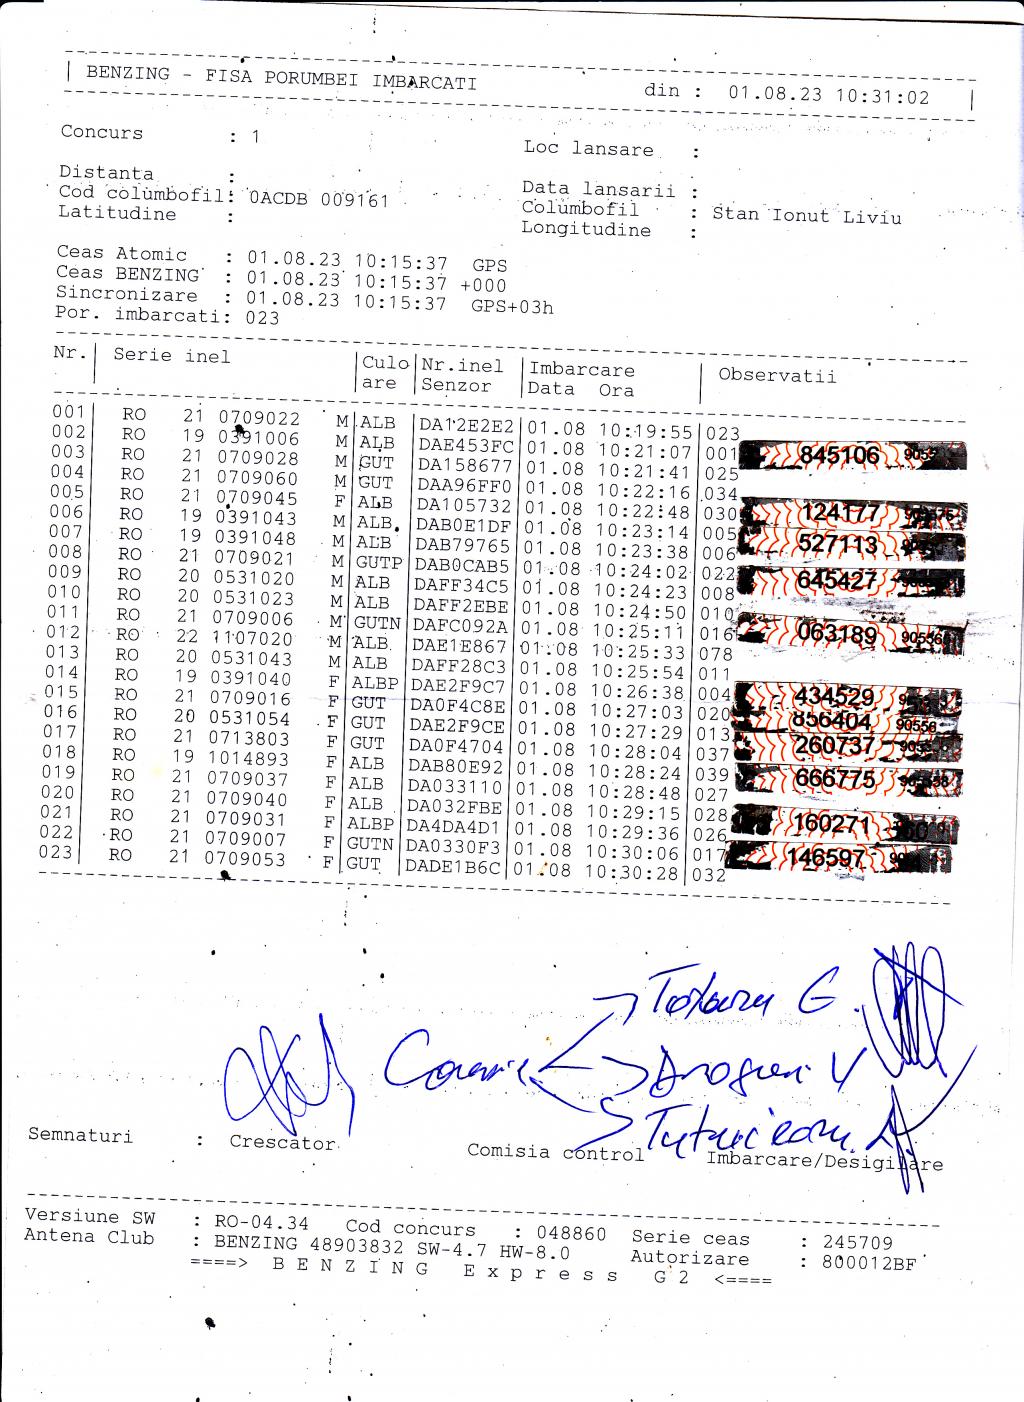 BENZING - FISA PORUMBEI IMBARCATI din : 01.08.23 10:31:02
Concurs : 1 Loc lansare :
Distanta : Data lansarii :
Cod columbofil: 0ACDB 009161 Columbofil : Stan Ionut Liviu
Latitudine : Longitudine :
Ceas Atomic : 01.08.23 10:15:37 GPS
Ceas BENZING : 01.08.23 10:15:37 +000
Sincronizare : 01.08.23 10:15:37 GPS+03h
Por. imbarcati: 023
Nr. Serie inel Culo Nr.inel Imbarcare Observatii
are Senzor Data Ora
001 RO 21 0709022 M ALB DA12E2E2 01.08 10:19:55 023
002 RO 19 0391006 M ALB DAE453FC 01.08 10:21:07 001 845106
003 RO 21 0709028 M GUT DA158677 01.08 10:21:41 025
004 RO 21 0709060 M GUT DAA96FF0 01.08 10:22:16 034
005 RO 21 0709045 F ALB DA105732 01.08 10:22:48 030 124177
006 RO 19 0391043 M ALB DAB0E1DF 01.08 10:23:14 005
007 RO 19 0391048 M ALB DAB79765 01.08 10:23:38 006 527113
008 RO 21 0709021 M GUTP DAB0CAB5 01.08 10:24:02 022
009 RO 20 0531020 M ALB DAFF34C5 01.08 10:24:23 008 645427
010 RO 20 0531023 M ALB DAFF2EBE 01.08 10:24:50 010
011 RO 21 0709006 M GUTN DAFC092A 01.08 10:25:11 016 063189
012 RO 22 1107020 M ALB DAE1E867 01.08 10:25:33 078
013 RO 20 0531043 M ALB DAFF28C3 01.08 10:25:54 011
014 RO 19 0391040 F ALBP DAE2F9C7 01.08 10:26:38 004 434529
015 RO 21 0709016 F GUT DA0F4C8E 01.08 10:27:03 020 856404 90556
016 RO 20 0531054 F GUT DAE2F9CE 01.08 10:27:29 013
017 RO 21 0713803 F GUT DA0F4704 01.08 10:28:04 037 260737
018 RO 19 1014893 F ALB DAB80E92 01.08 10:28:24 039 666775
019 RO 21 0709037 F ALB DA033110 01.08 10:28:48 027
020 RO 21 0709040 F ALB DA032FBE 01.08 10:29:15 028
021 RO 21 0709031 F ALBP DA4DA4D1 01.08 10:29:36 026 160271
022 RO 21 0709007 F GUTN DA0330F3 01.08 10:30:06 017
023 RO 21 0709053 F GUT DADE1B6C 01.08 10:30:28 032 146597
Semnaturi : Crescator Comisia control Imbarcare/Desigilare
Versiune SW : RO-04.34 Cod concurs : 048860 Serie ceas : 245709
Antena Club : BENZING 48903832 SW-4.7 HW-8.0 Autorizare : 800012BF
====> B E N Z I N G E x p r e s s G 2 <====